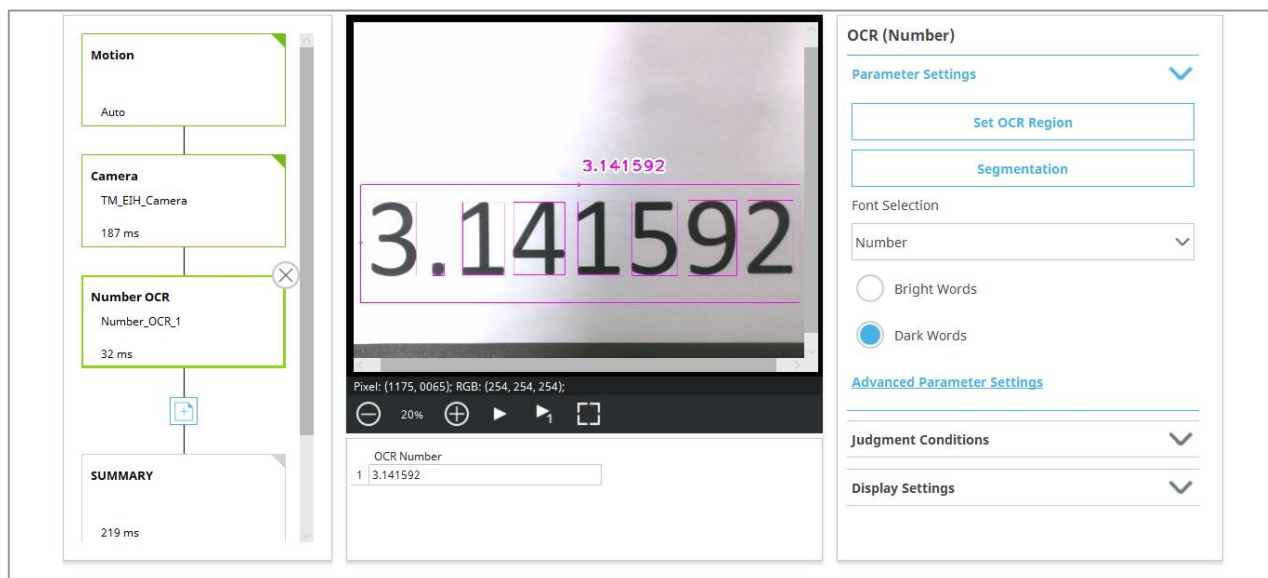 Motion
Auto
Camera
TM_EIH_Camera
187 ms
Number OCR
Number_OCR_1
32 ms
SUMMARY
219 ms
3.141592
3.141592
Pixel: (1175, 0065); RGB: (254, 254, 254);
20%
1
OCR Number
1 3.141592
OCR (Number)
Parameter Settings
Set OCR Region
Segmentation
Font Selection
Number
Bright Words
Dark Words
Advanced Parameter Settings
Judgment Conditions
Display Settings